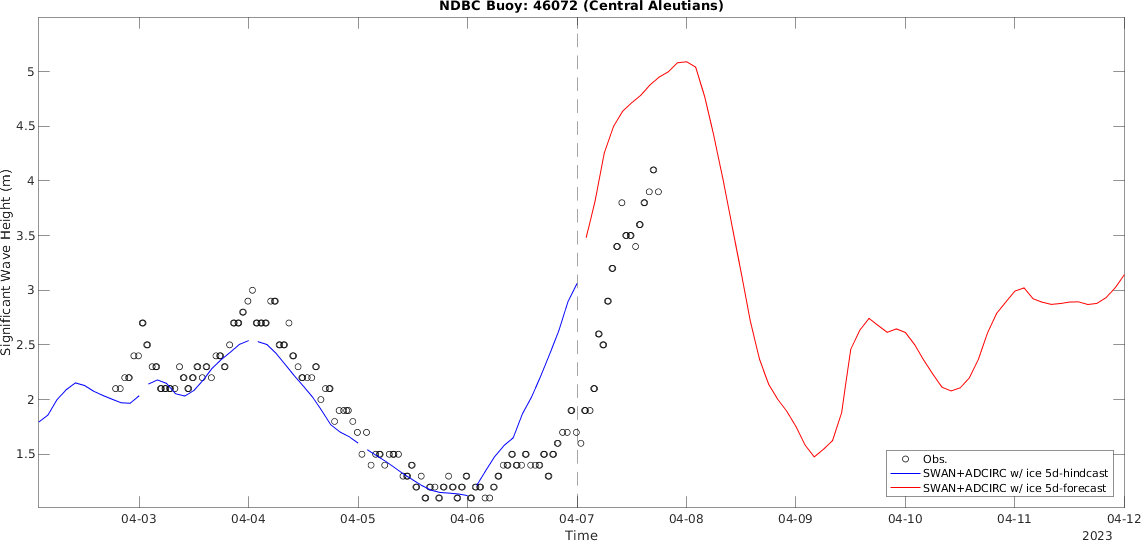 NDBC Buoy: 46072 (Central Aleutians)
Significant Wave Height (m)
5
4.5
4
3.5
3
2.5
2
1.5
Obs.
SWAN+ADCIRC w/ ice 5d-hindcast
SWAN+ADCIRC w/ ice 5d-forecast
04-03 04-04 04-05 04-06 04-07 04-08 04-09 04-10 04-11 04-12
Time
2023